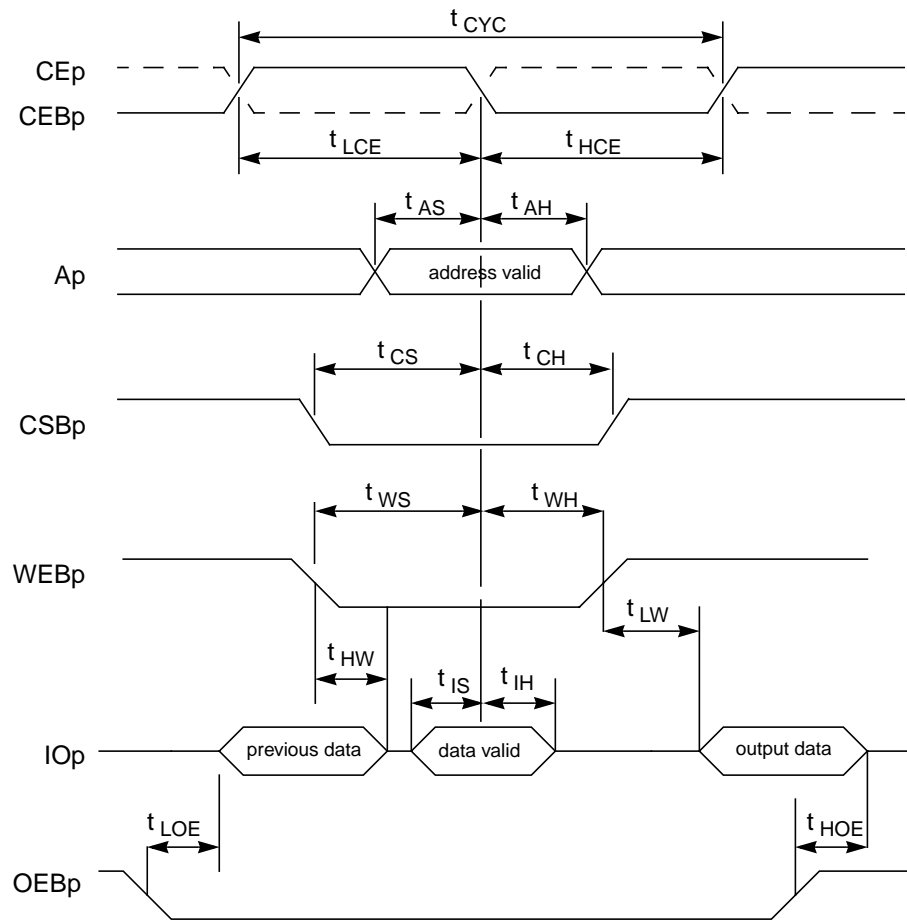 t CYC
CEp
CEBp
t LCE
t HCE
t AS
t AH
Ap
address valid
t CS
t CH
CSBp
t WS
t WH
WEBp
t LW
t HW
t IS
t IH
IOp
previous data
data valid
output data
t LOE
t HOE
OEBp